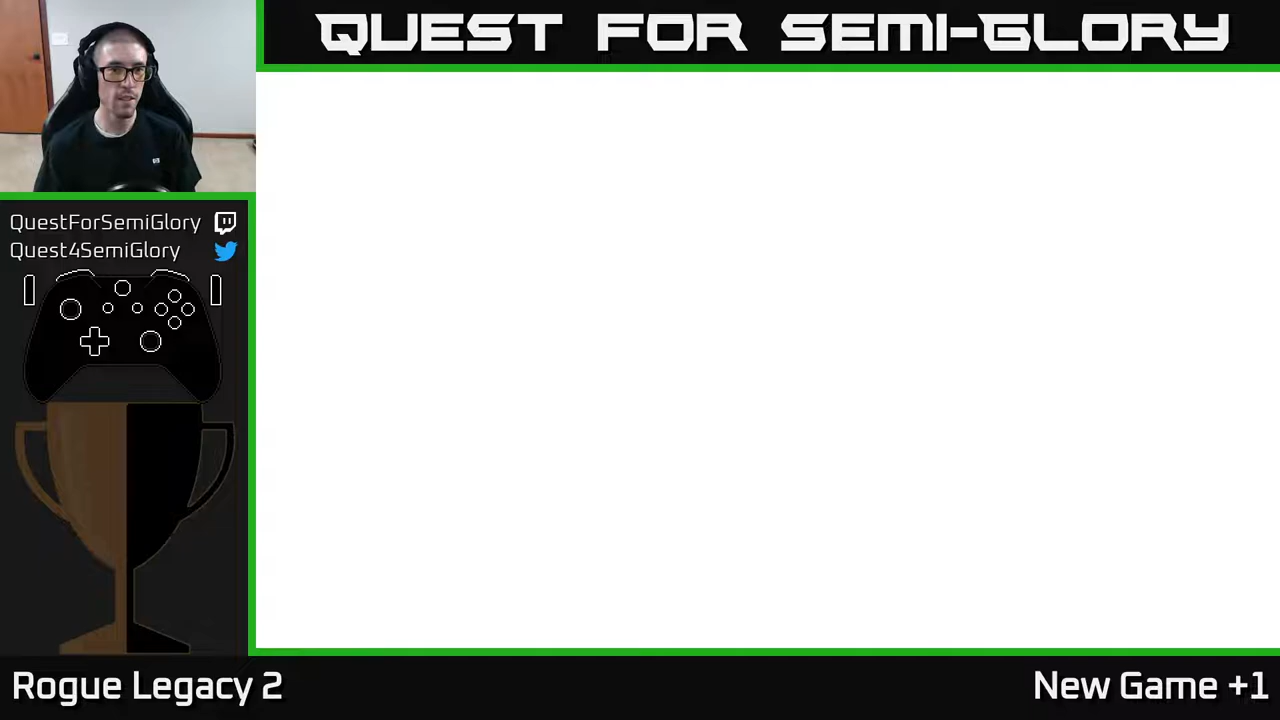 QUEST FOR SEMI-GLORY
QuestForSemiGlory
Quest4SemiGlory
Rogue Legacy 2
New Game +1